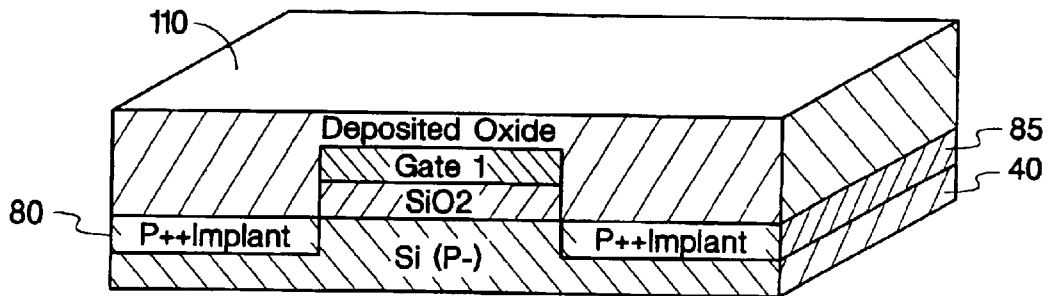 110
Deposited Oxide
85
Gate 1
40
SiO2
80
P++Implant
P++Implant
Si (P-)